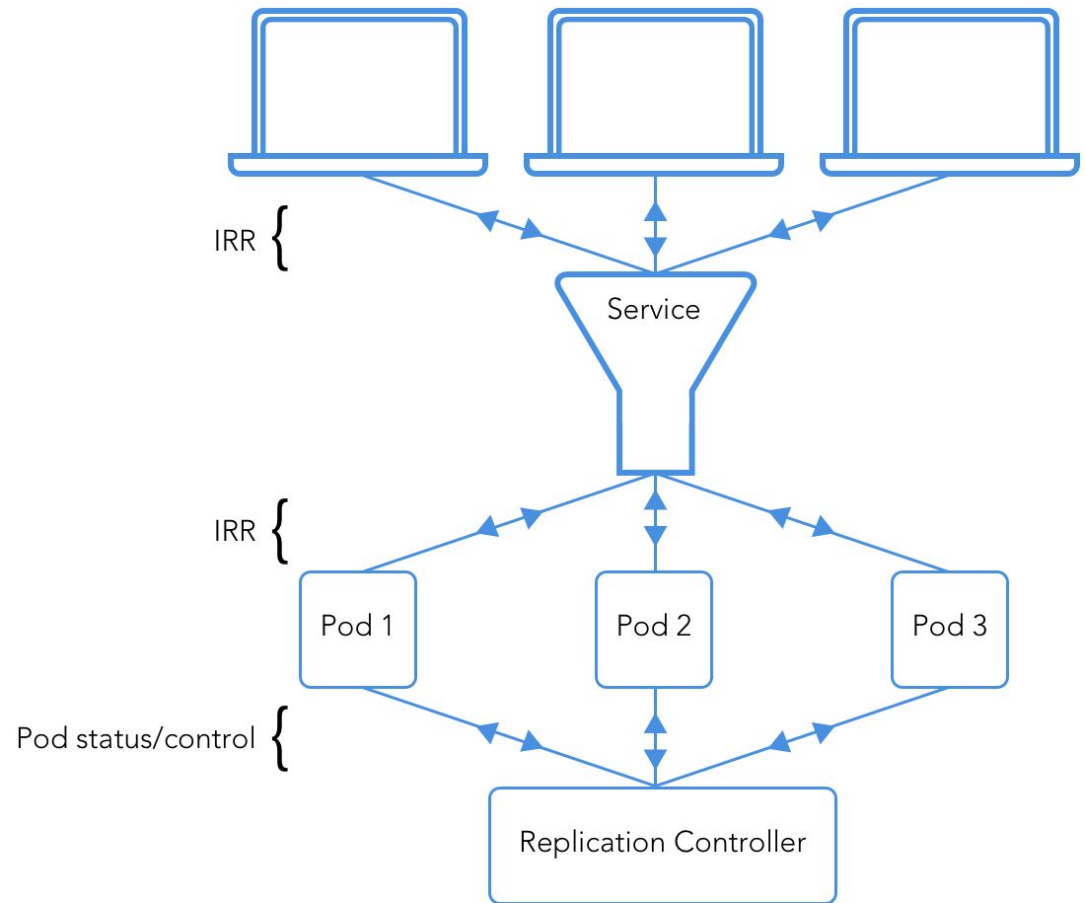 IRR
Service
IRR
Pod 1
Pod 2
Pod 3
Pod status/control
Replication Controller